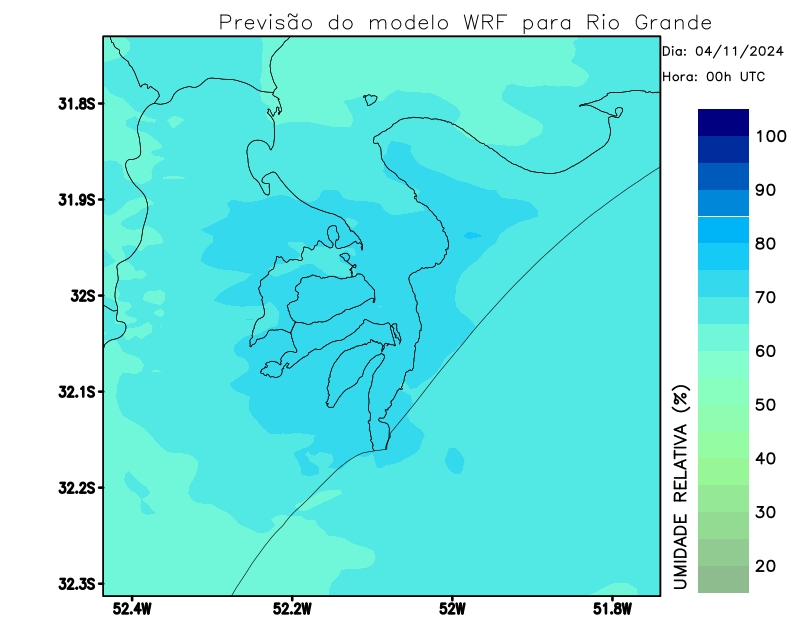 Previsão do modelo WRF para Rio Grande
Dia: 04/11/2024
Hora: 00h UTC
31.8S
31.9S
32S
32.1S
32.2S
32.3S
52.4W
52.2W
52W
51.8W
100
90
80
70
60
50
40
30
20
UMIDADE RELATIVA (%)